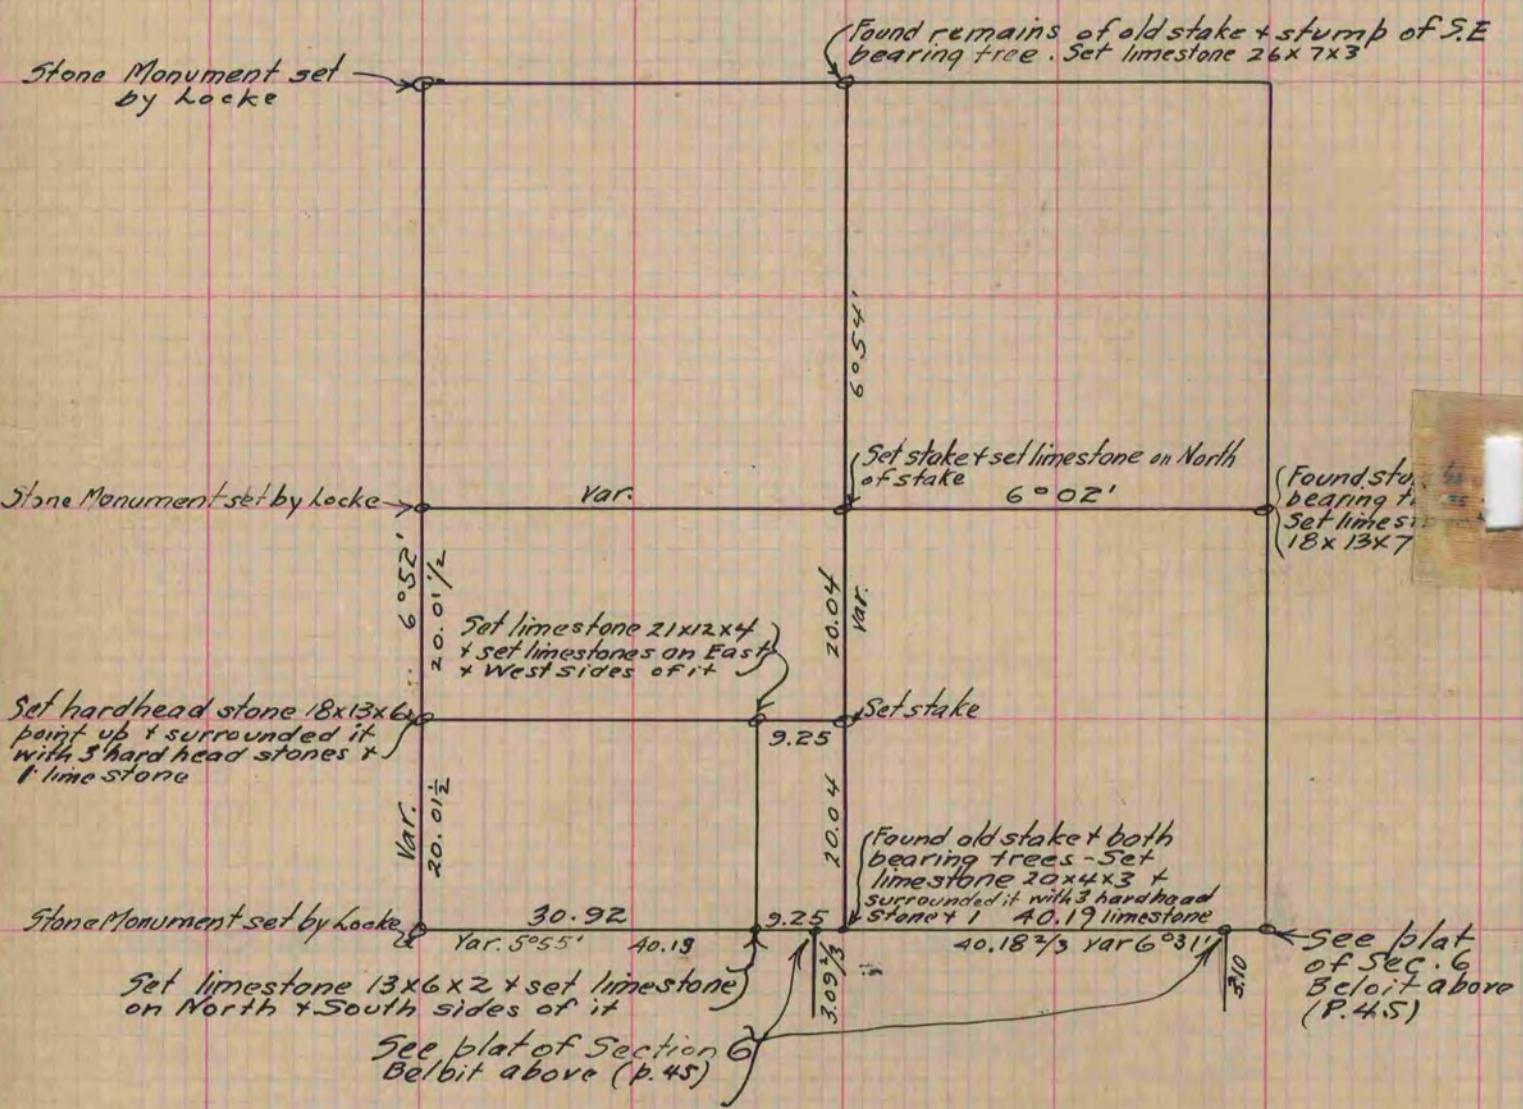 Found remains of old stake + stump of S.E
bearing tree. Set limestone 26x7x3
Stone Monument set
by Locke
6°54'
Set stake + set limestone on North
of stake
Stone Monument set by Locke
Var.
6°02'
Found
bearing
Set
18x13x7
6°52'
20.01 1/2
20.04
Var.
Set limestone 21x12x4
+ set limestones on East
+ West sides of it
Set hardhead stone 18x13x6
point up + surrounded it
with 3 hard head stones +
1 lime stone
Set stake
9.25
Var.
20.01 1/2
20.04
Found old stake + both
bearing trees - Set
limestone 20x4x3 +
surrounded it with 3 hardhead
stone + 1 40.19 limestone
Stone Monument set by Locke
30.92
9.25
Var. 5°55'
40.19
40.18 2/3 Var 6°31'
3.09 2/3
3.10
See plat
of Sec. 6
Beloit above
(P.45)
Set limestone 13x6x2 + set limestone
on North + South sides of it
See plat of Section 6
Beloit above (p.45)